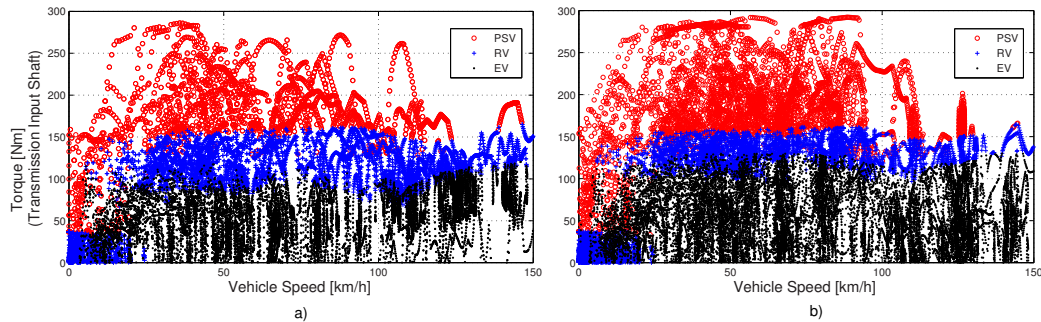 300
250
200
150
100
50
0
Torque [Nm]
(Transmission Input Shaft)
PSV
RV
EV
0 50 100 150
Vehicle Speed [km/h]
a)
300
250
200
150
100
50
0
PSV
RV
EV
0 50 100 150
Vehicle Speed [km/h]
b)